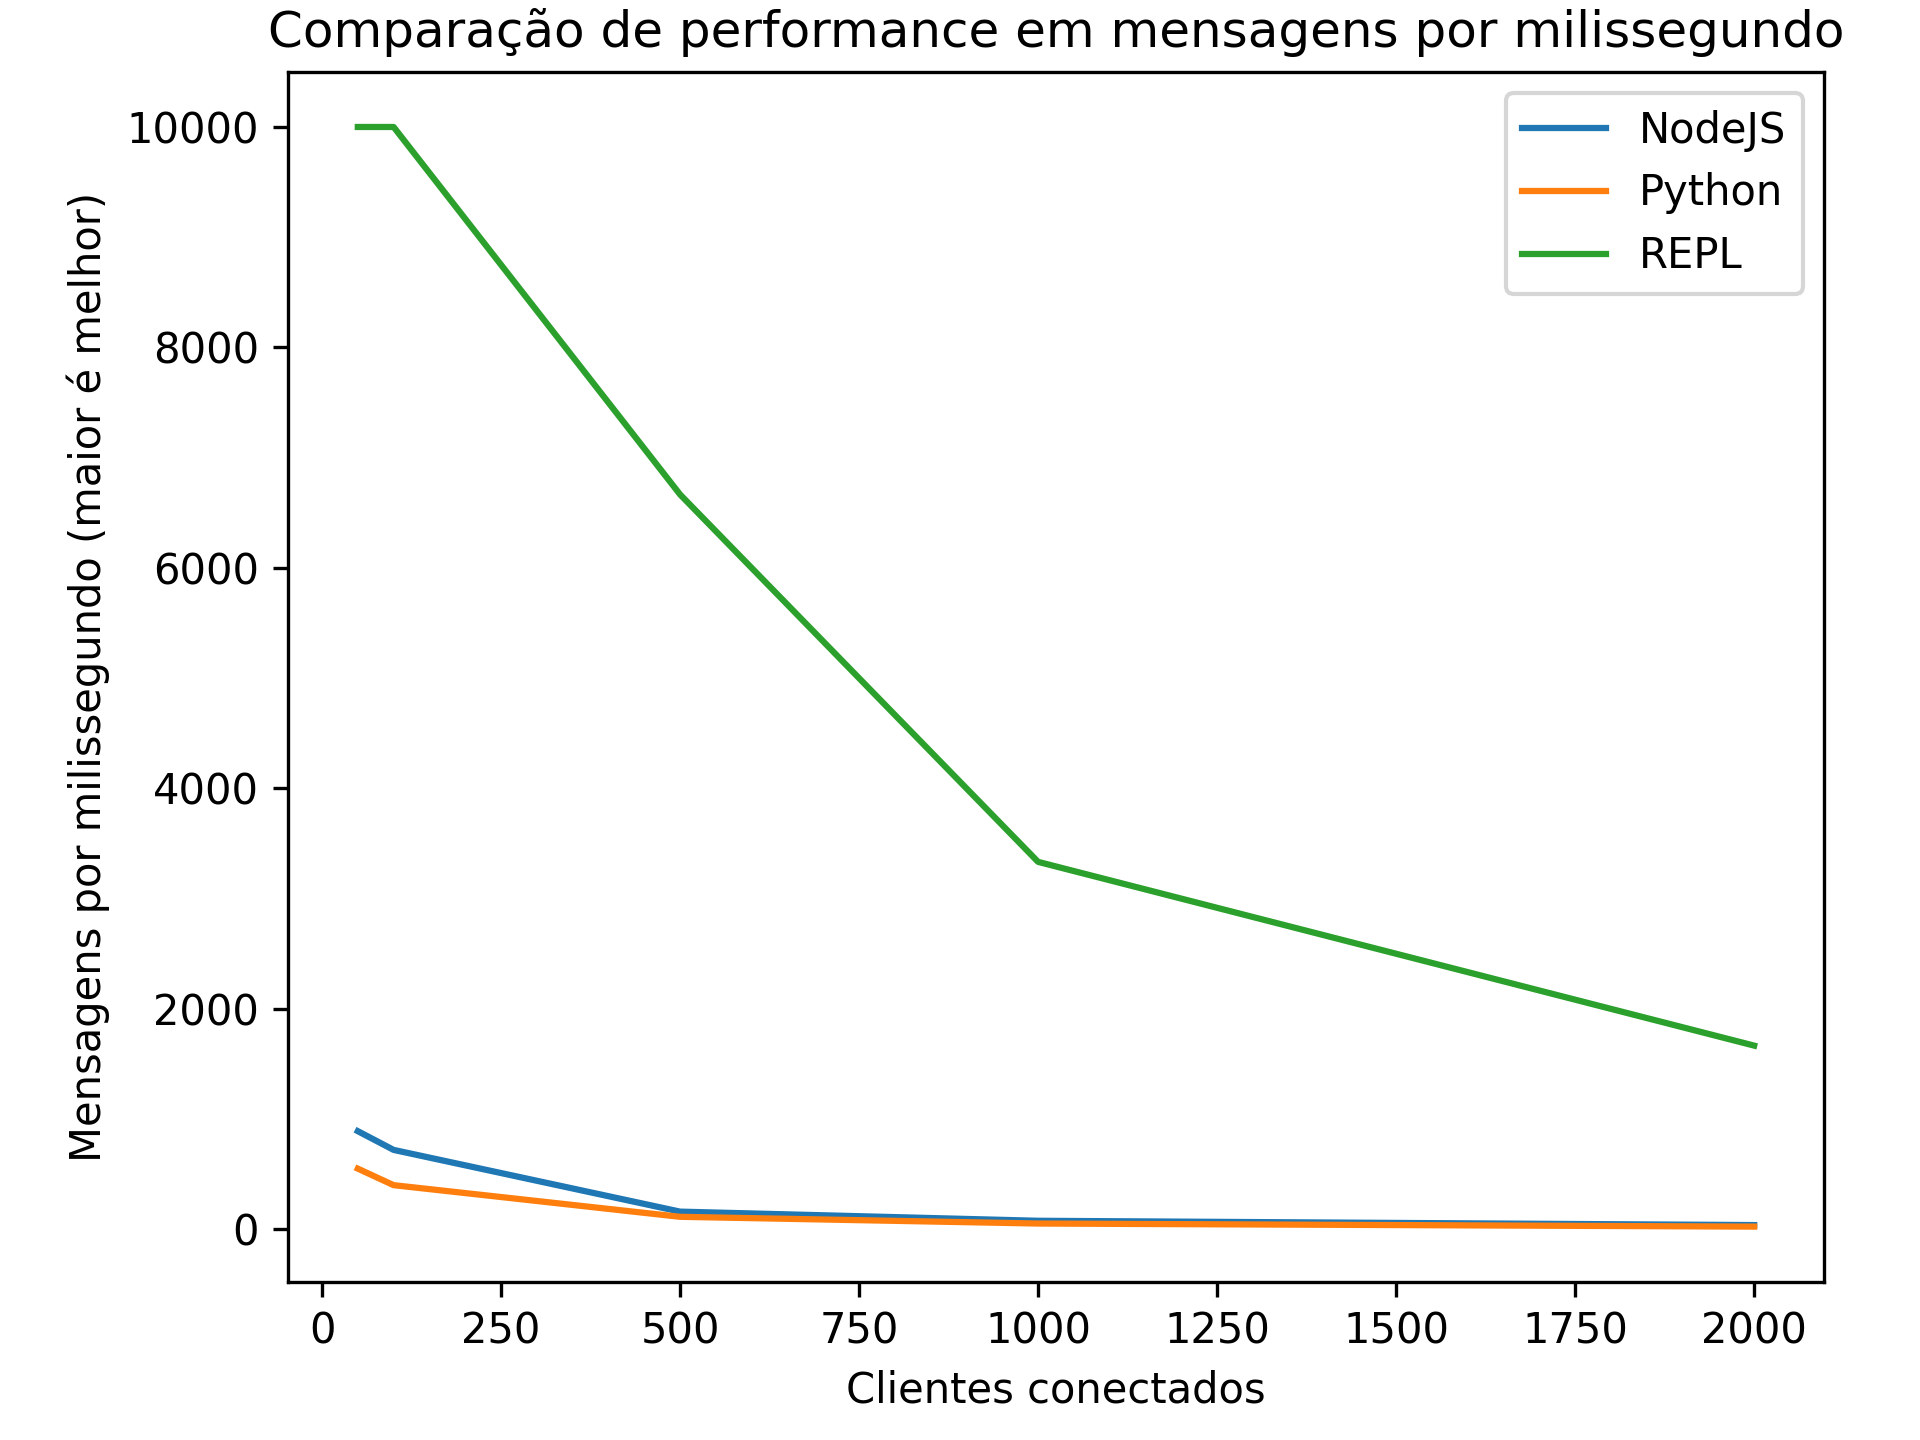 Comparação de performance em mensagens por milissegundo
Mensagens por milissegundo (maior é melhor)
10000
8000
6000
4000
2000
0
NodeJS
Python
REPL
0 250 500 750 1000 1250 1500 1750 2000
Clientes conectados